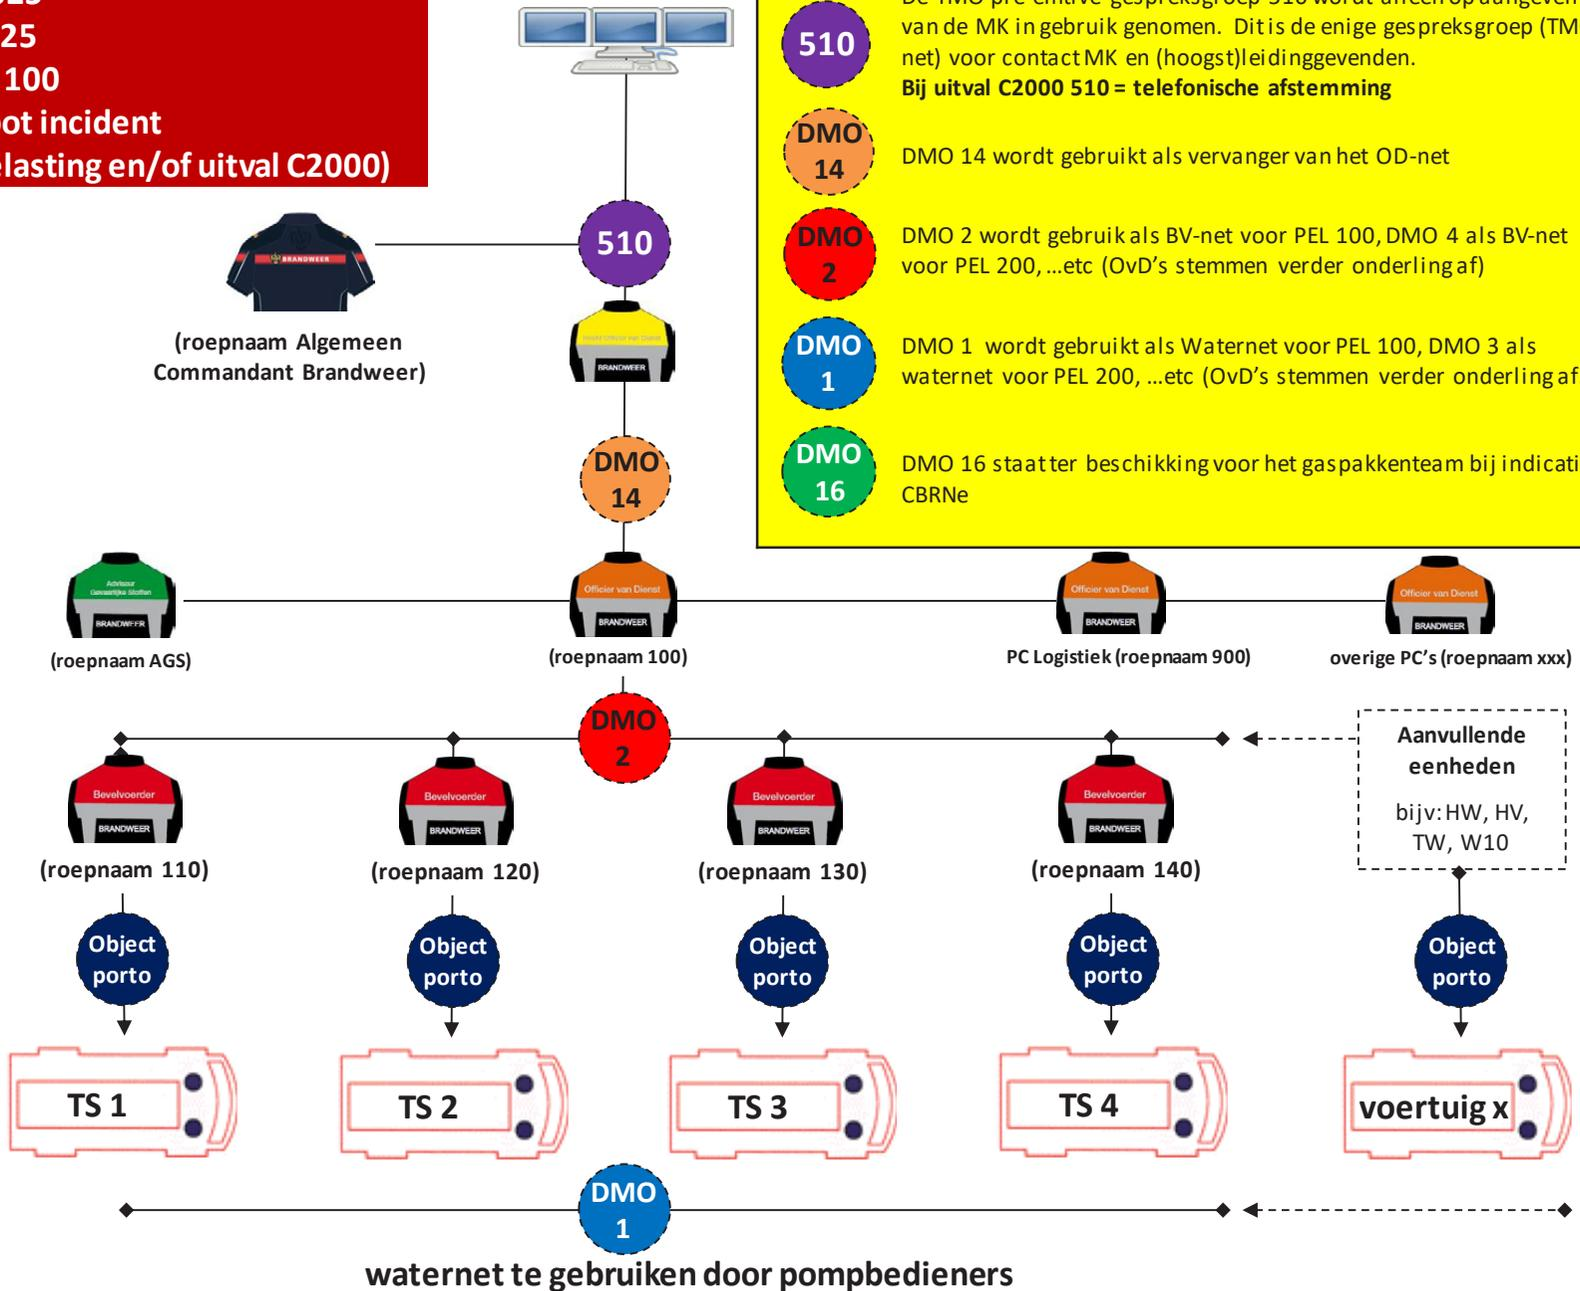 25
100
ot incident
elasting en/of uitval C2000)
510
van de MK in gebruik genomen. Dit is de enige gespreksgroep (TM
net) voor contact MK en (hoogst)leidinggevenden.
Bij uitval C2000 510 = telefonische afstemming
DMO
14
DMO 14 wordt gebruikt als vervanger van het OD-net
DMO
2
DMO 2 wordt gebruik als BV-net voor PEL 100, DMO 4 als BV-net
voor PEL 200, ...etc (OvD's stemmen verder onderling af)
DMO
1
DMO 1 wordt gebruikt als Waternet voor PEL 100, DMO 3 als
waternet voor PEL 200, ...etc (OvD's stemmen verder onderling af
DMO
16
DMO 16 staat ter beschikking voor het gaspakkenteam bij indicati
CBRNe
510
BRANDWEER
(roepnaam Algemeen
Commandant Brandweer)
Officier van Dienst
BRANDWEER
DMO
14
Adviseur
Gevaarlijke Stoffen
BRANDWEER
(roepnaam AGS)
Officier van Dienst
BRANDWEER
(roepnaam 100)
Officier van Dienst
BRANDWEER
PC Logistiek (roepnaam 900)
Officier van Dienst
BRANDWEER
overige PC's (roepnaam xxx)
DMO
2
Aanvullende
eenheden
bijv: HW, HV,
TW, W10
Bevelvoerder
BRANDWEER
(roepnaam 110)
Bevelvoerder
BRANDWEER
(roepnaam 120)
Bevelvoerder
BRANDWEER
(roepnaam 130)
Bevelvoerder
BRANDWEER
(roepnaam 140)
Object
porto
Object
porto
Object
porto
Object
porto
Object
porto
TS 1
TS 2
TS 3
TS 4
voertuig x
DMO
1
waternet te gebruiken door pompbedieners